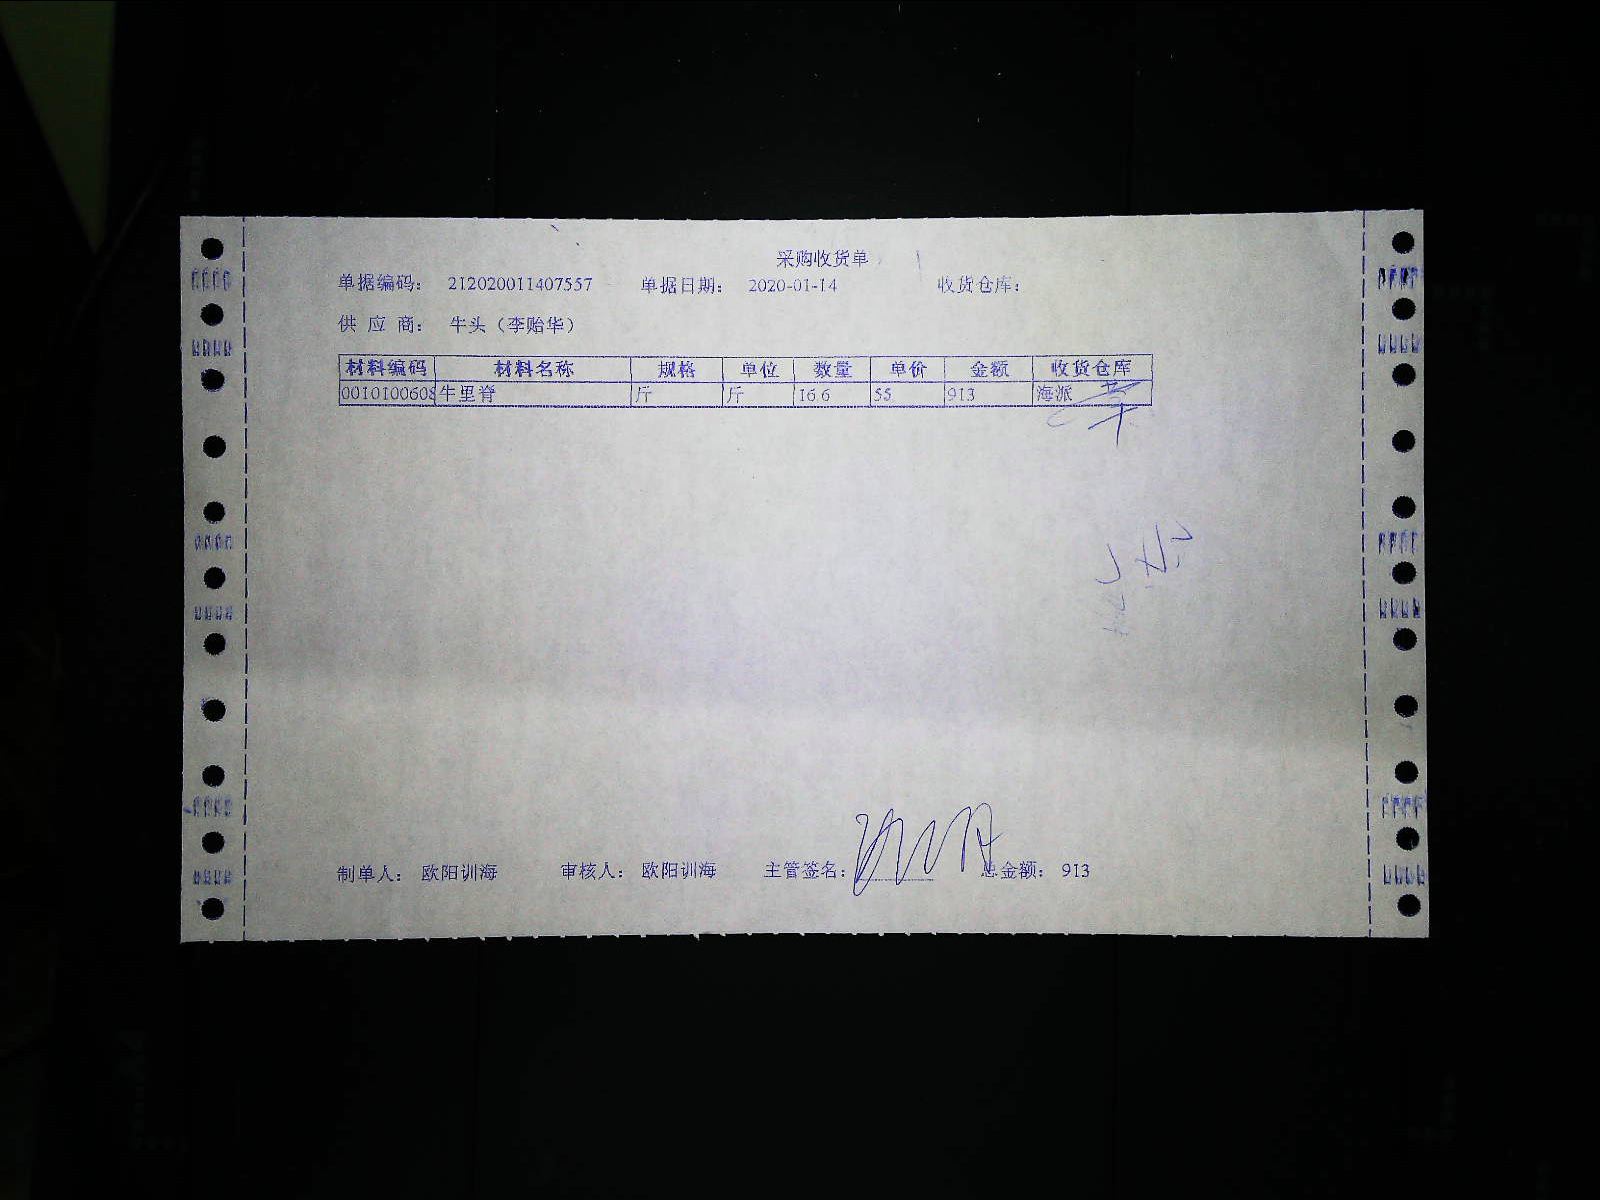 采购收货单
单据编码: 212020011407557 单据日期: 2020-01-14 收货仓库:
供 应 商: 牛头（李贻华）
材料编码 材料名称 规格 单位 数量 单价 金额 收货仓库
0010100608 牛里脊 斤 斤 16.6 55 913 海派
制单人: 欧阳训海 审核人: 欧阳训海 主管签名: 总金额: 913